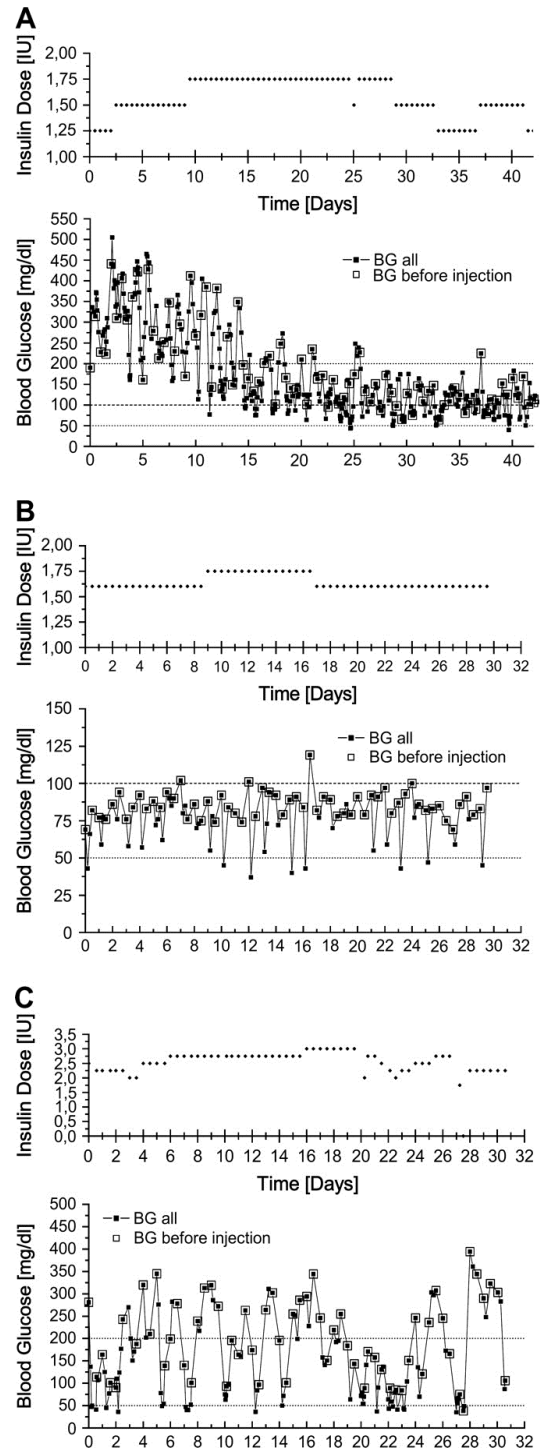 A
Insulin Dose [IU]
2,00
1,75
1,50
1,25
1,00
0 5 10 15 20 25 30 35 40
Time [Days]
Blood Glucose [mg/dl]
550
500
450
400
350
300
250
200
150
100
50
0
BG all
BG before injection
0 5 10 15 20 25 30 35 40
B
Insulin Dose [IU]
2,00
1,75
1,50
1,25
1,00
0 2 4 6 8 10 12 14 16 18 20 22 24 26 28 30 32
Time [Days]
Blood Glucose [mg/dl]
150
125
100
75
50
25
0
BG all
BG before injection
0 2 4 6 8 10 12 14 16 18 20 22 24 26 28 30 32
C
Insulin Dose [IU]
3,5
3,0
2,5
2,0
1,5
1,0
0,5
0,0
0 2 4 6 8 10 12 14 16 18 20 22 24 26 28 30 32
Time [Days]
Blood Glucose [mg/dl]
500
450
400
350
300
250
200
150
100
50
0
BG all
BG before injection
0 2 4 6 8 10 12 14 16 18 20 22 24 26 28 30 32